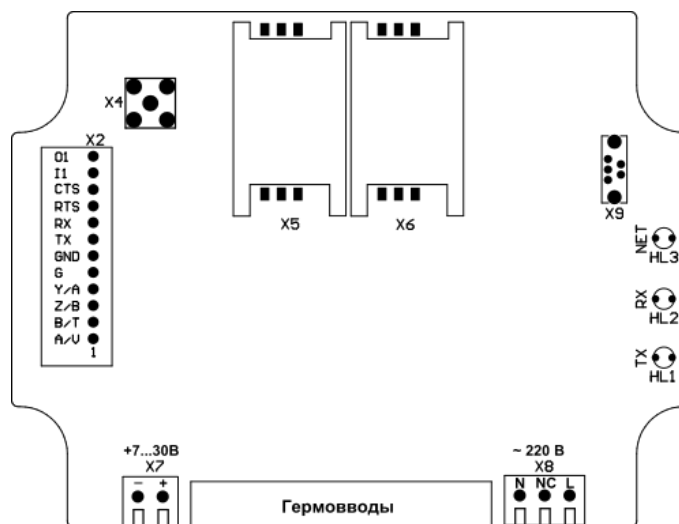 X4
X2
O1
I1
CTS
RTS
RX
TX
GND
G
Y/A
Z/B
B/T
A/V
1
X5
X6
X9
NET
HL3
RX
HL2
TX
HL1
+7...30В
X7
− +
~ 220 В
X8
N NC L
Гермовводы